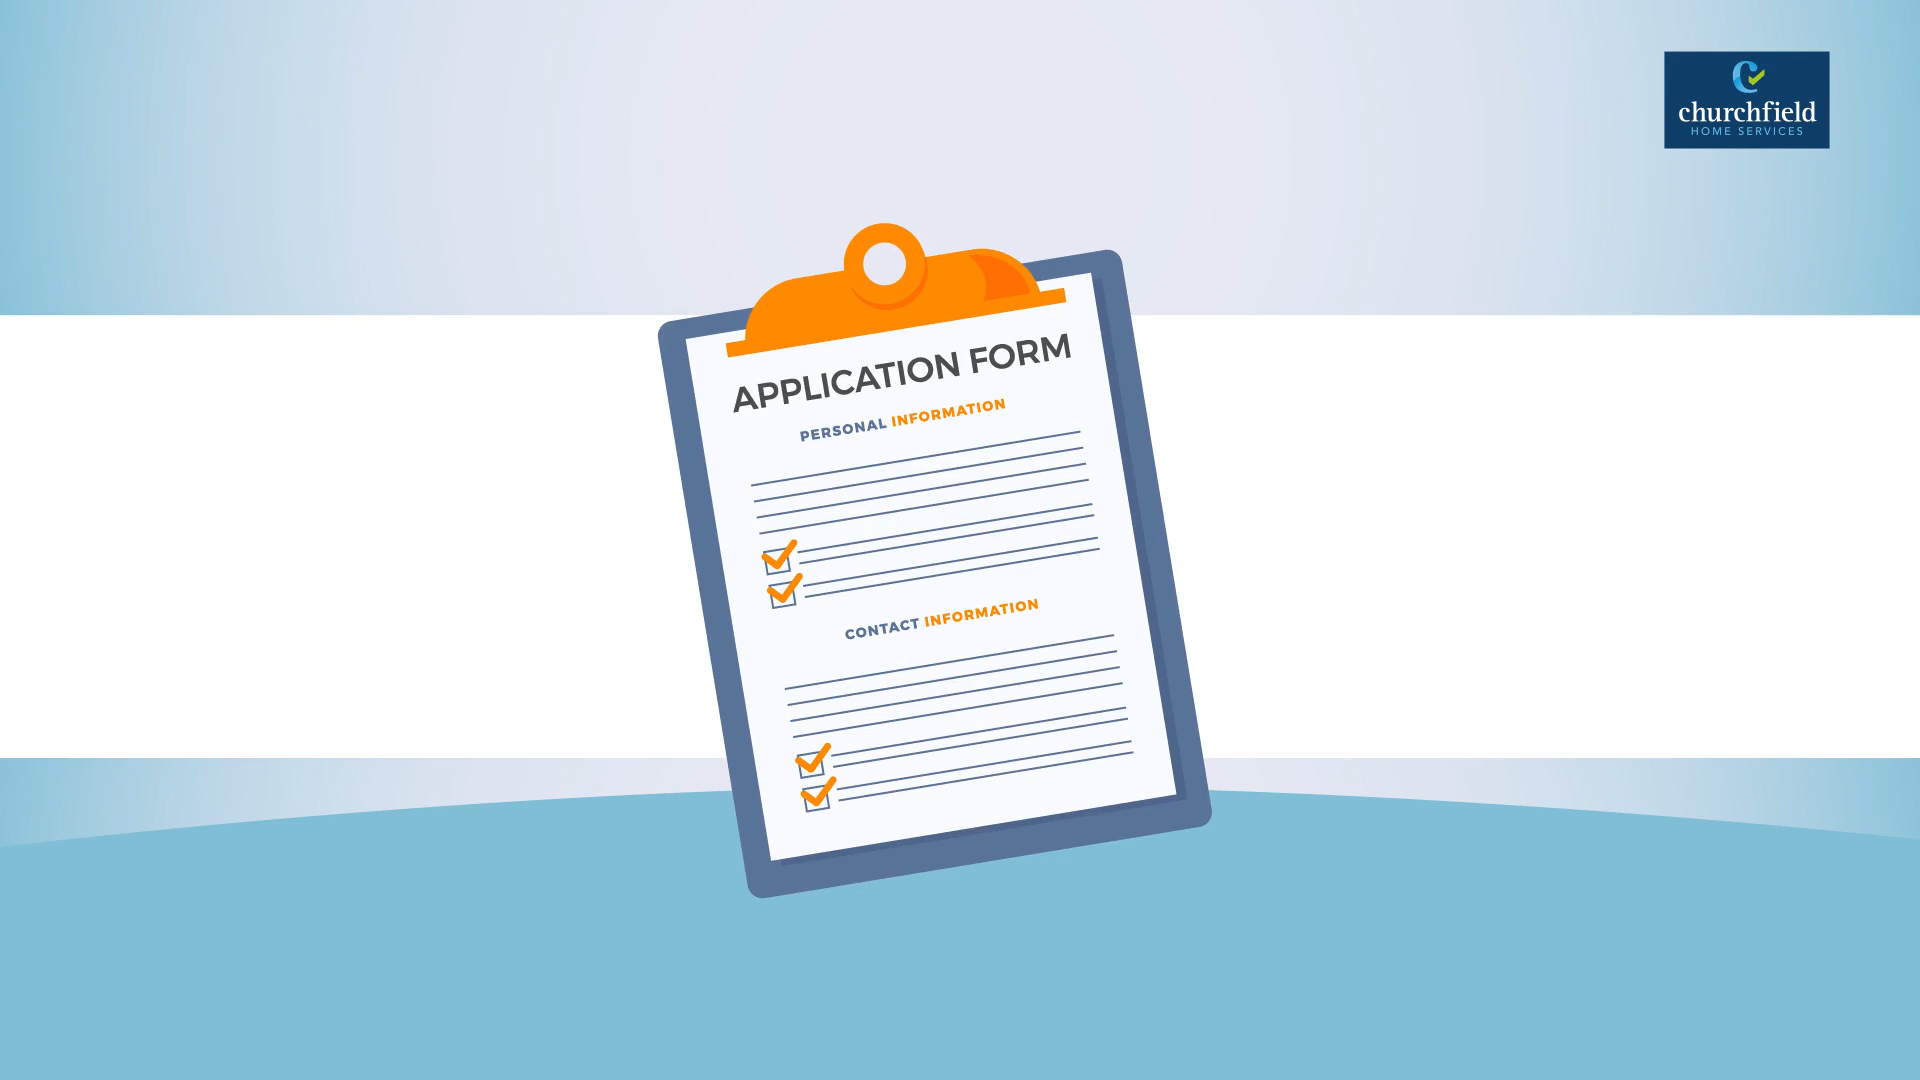 churchfield
HOME SERVICES
APPLICATION FORM
PERSONAL INFORMATION
CONTACT INFORMATION